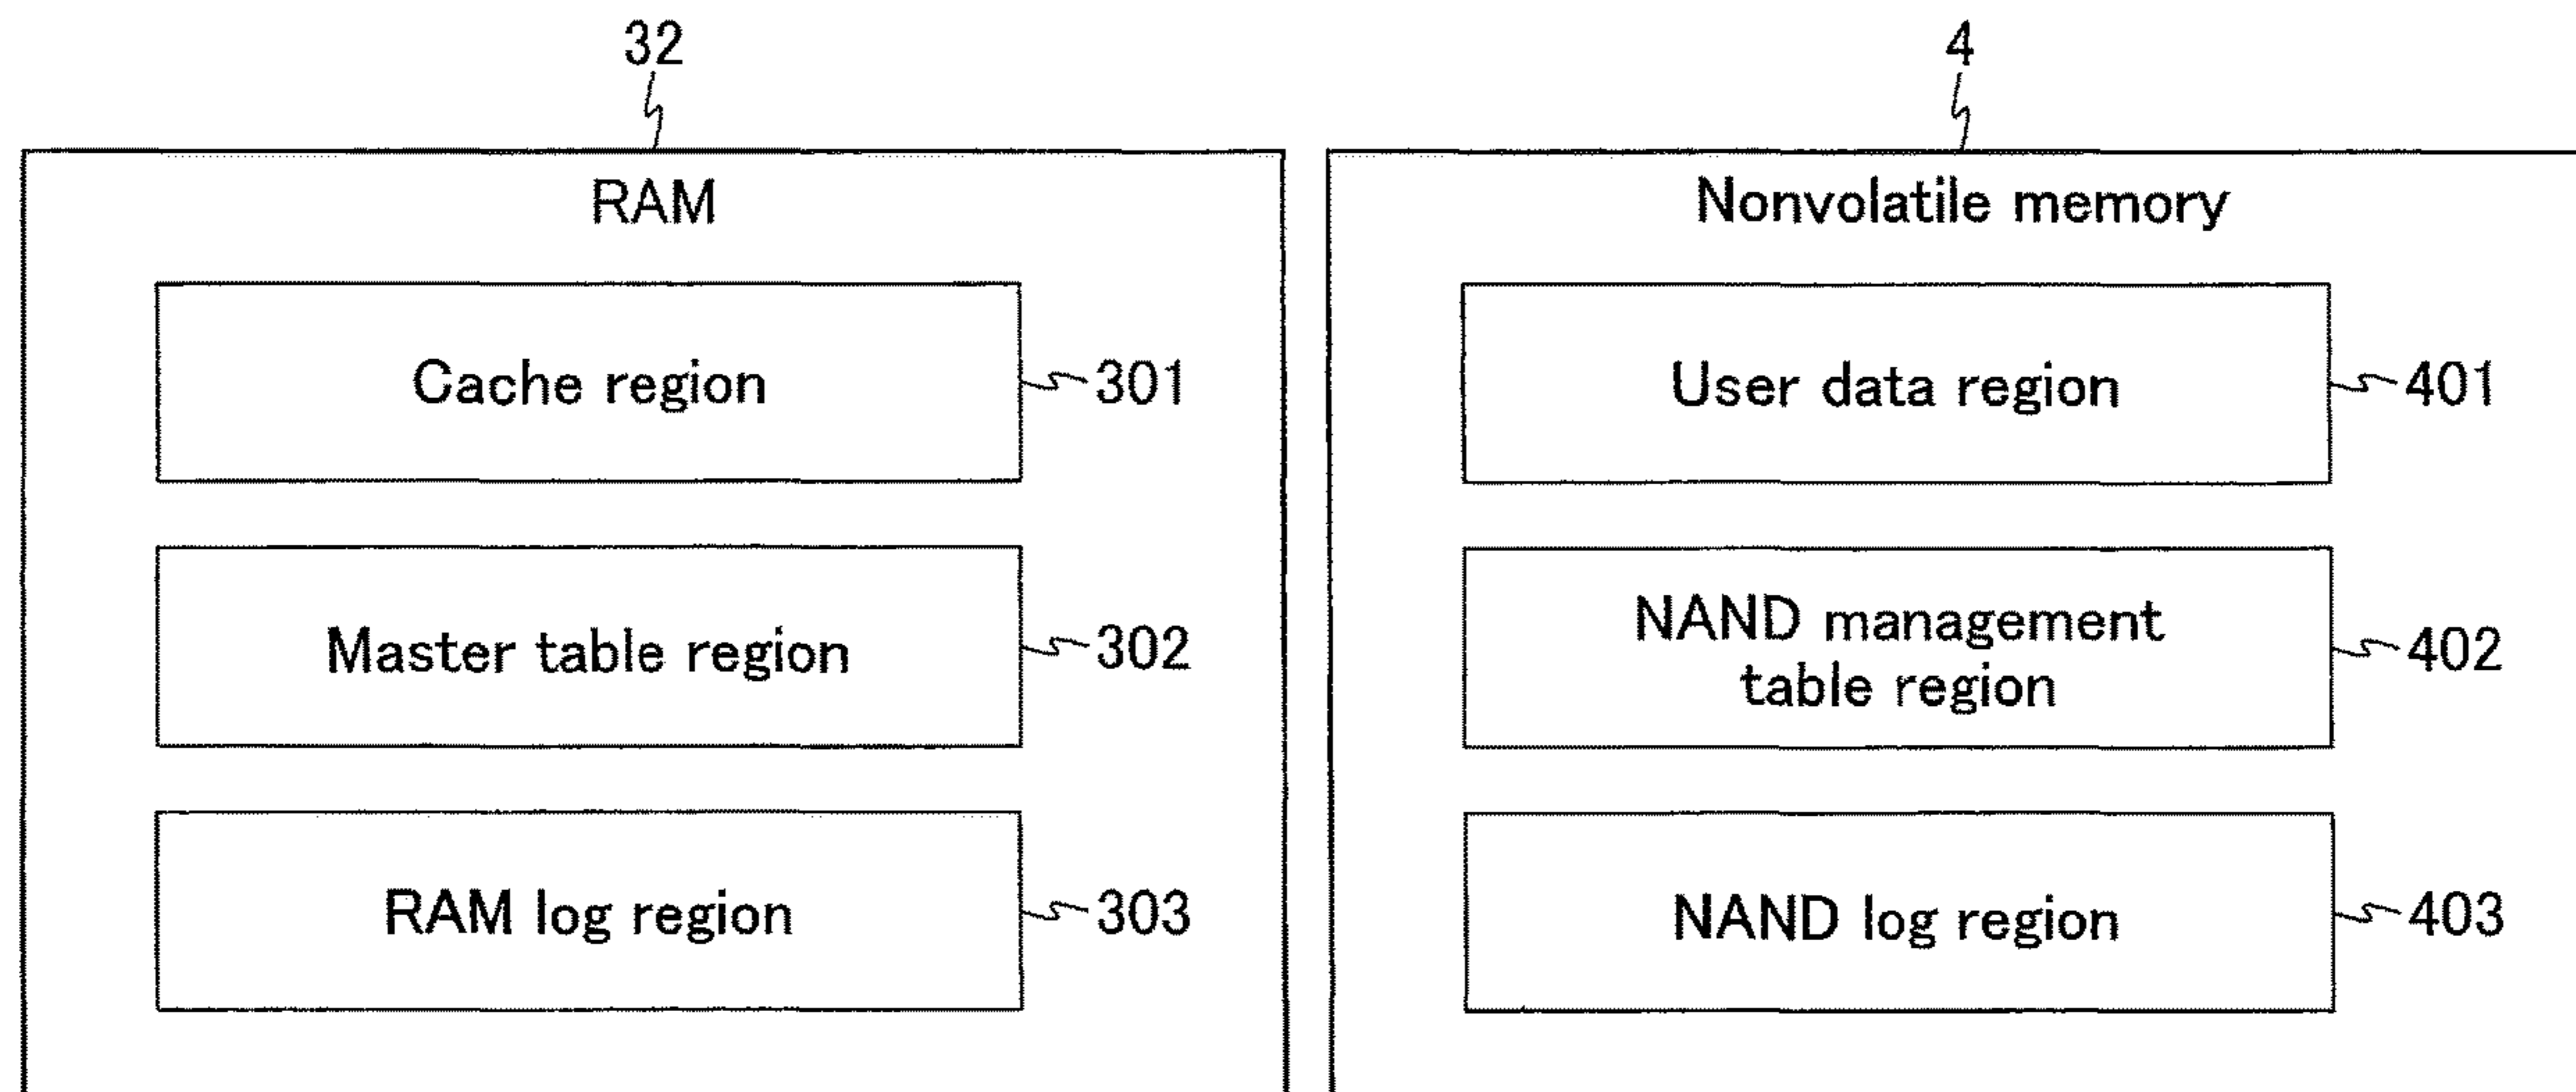 32
RAM
Cache region
301
Master table region
302
RAM log region
303
4
Nonvolatile memory
User data region
401
NAND management
table region
402
NAND log region
403